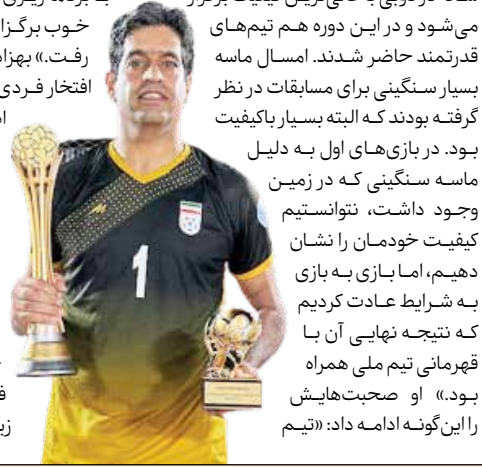 می‌شود و در این دوره هم تیم‌های
قدرتمند حاضر شدند. امسال ماسه
بسیار سنگینی برای مسابقات در نظر
گرفته بودند که البته بسیار باکیفیت
بود. در بازی‌های اول به دلیل
ماسه سنگینی که در زمین
وجود داشت، نتوانستیم
کیفیت خودمان را نشان
دهیم، اما بازی به بازی
به شرایط عادت کردیم
که نتیجه نهایی آن با
قهرمانی تیم ملی همراه
بود.» او صحبت‌هایش
را این‌گونه ادامه داد: «تیم
خوب برگزا
رفت.» بهزاد
افتخار فردی
1